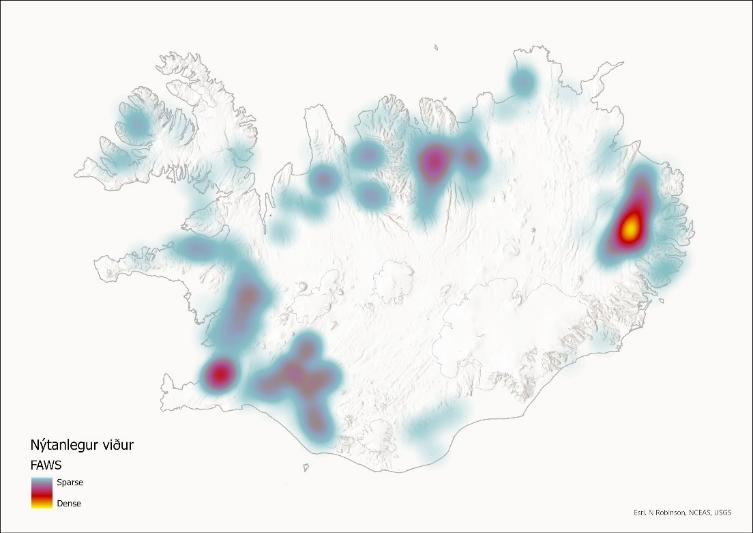 Nýtanlegur viður
FAWS
Sparse
Dense
Esri, N Robinson, NCEAS, USGS